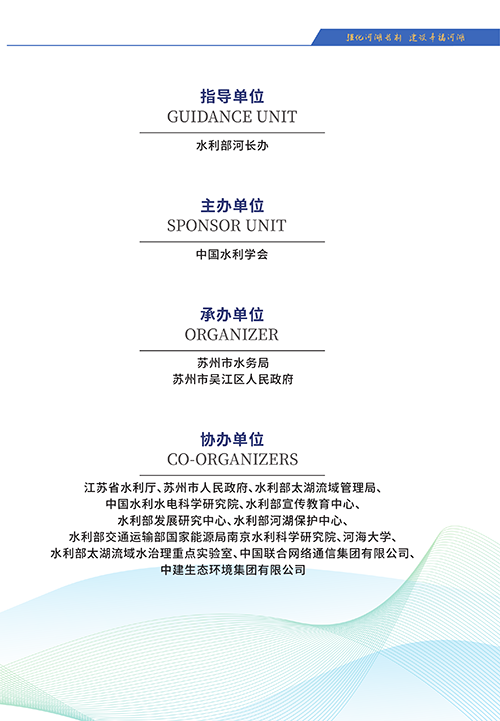 强化河湖长制 建设幸福河湖
指导单位
GUIDANCE UNIT
水利部河长办
主办单位
SPONSOR UNIT
中国水利学会
承办单位
ORGANIZER
苏州市水务局
苏州市吴江区人民政府
协办单位
CO-ORGANIZERS
江苏省水利厅、苏州市人民政府、水利部太湖流域管理局、
中国水利水电科学研究院、水利部宣传教育中心、
水利部发展研究中心、水利部河湖保护中心、
水利部交通运输部国家能源局南京水利科学研究院、河海大学、
水利部太湖流域水治理重点实验室、中国联合网络通信集团有限公司、
中建生态环境集团有限公司